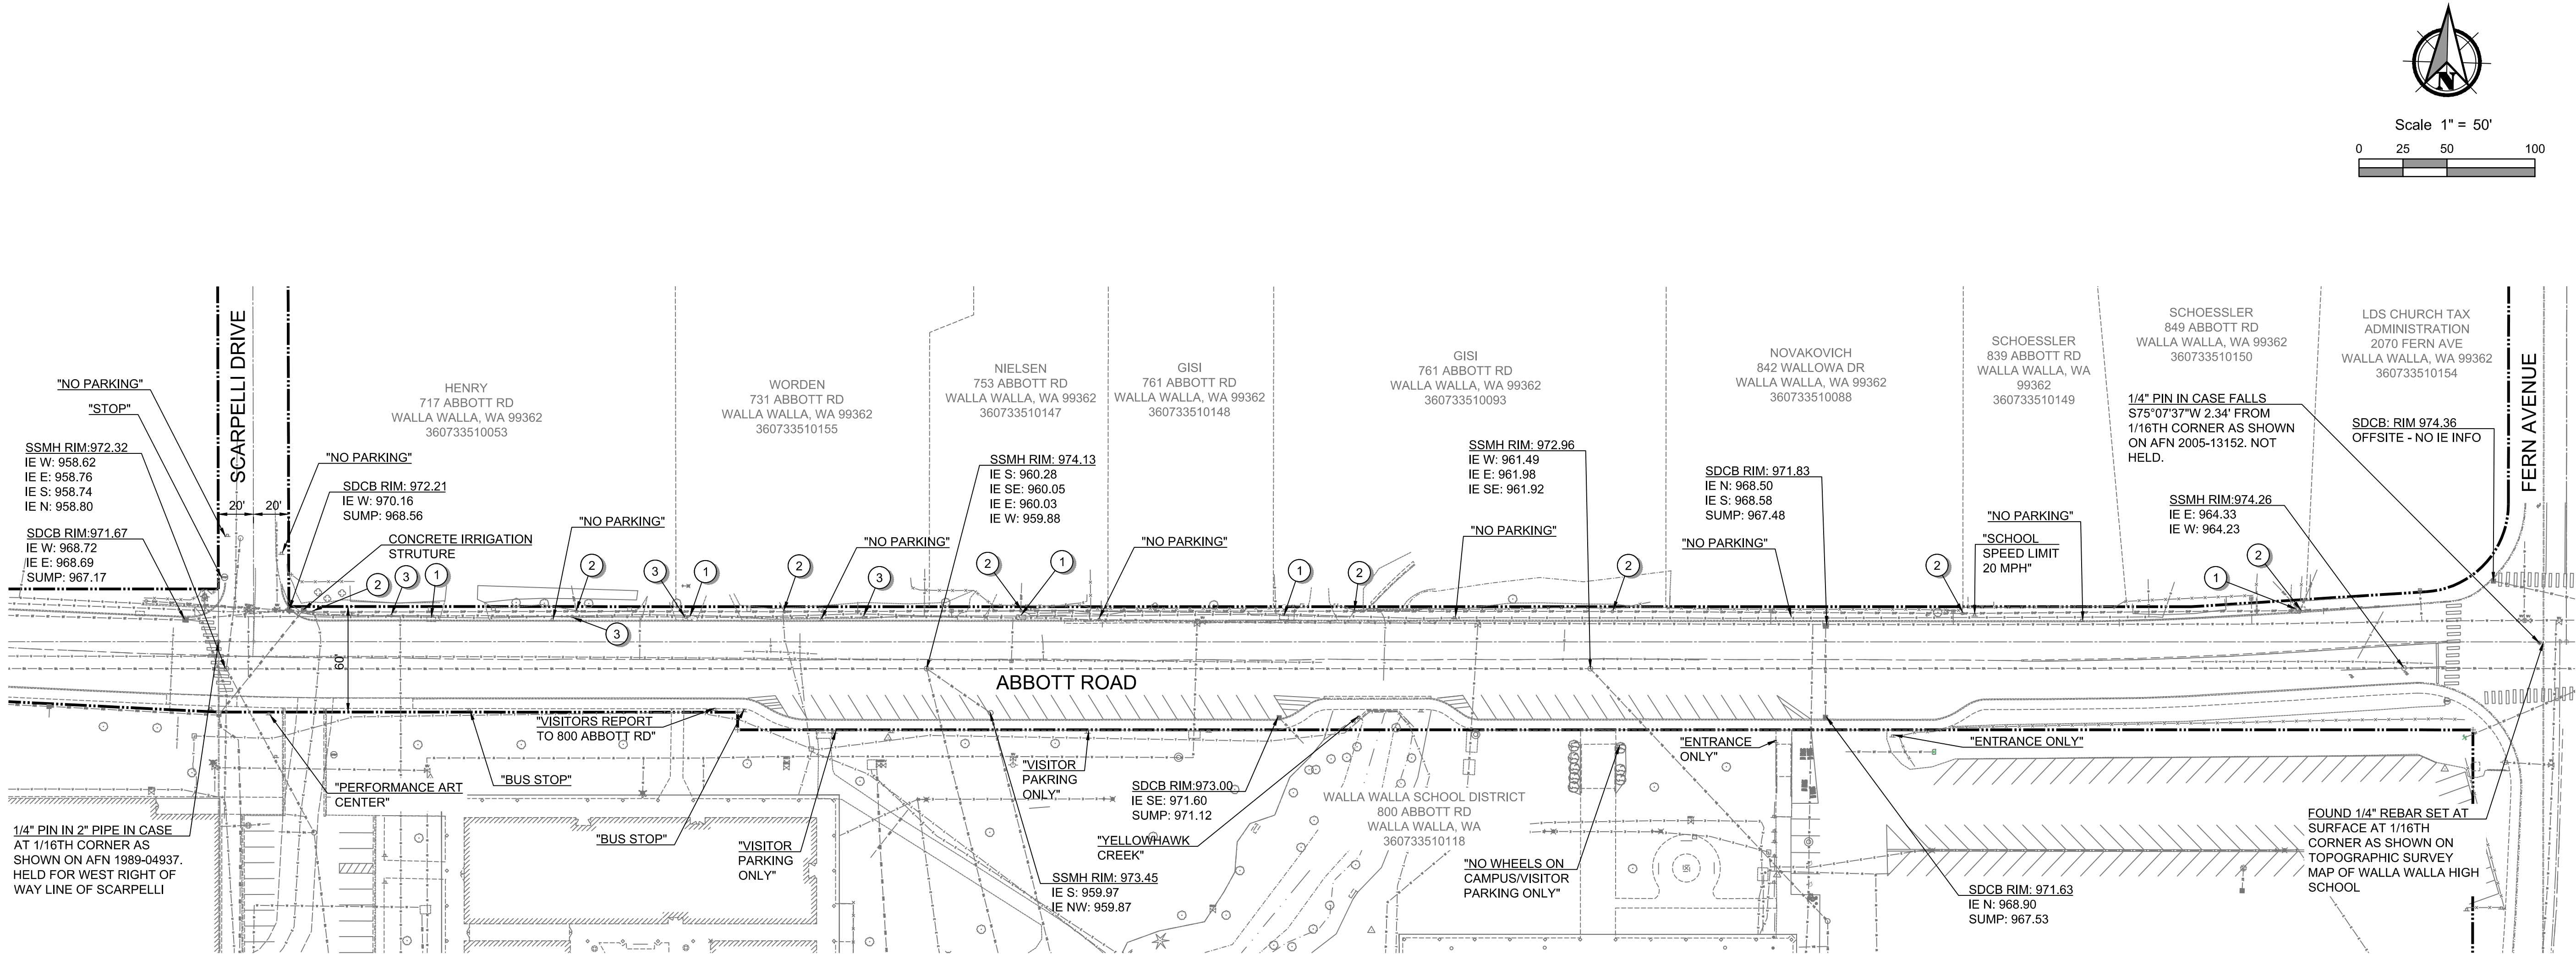 N
Scale 1" = 50'
0 25 50 100
SCARPELLI DRIVE
FERN AVENUE
ABBOTT ROAD
"NO PARKING"
"STOP"
SSMH RIM:972.32
IE W: 958.62
IE E: 958.76
IE S: 958.74
IE N: 958.80
SDCB RIM:971.67
IE W: 968.72
IE E: 968.69
SUMP: 967.17
20' 20'
"NO PARKING"
SDCB RIM: 972.21
IE W: 970.16
SUMP: 968.56
CONCRETE IRRIGATION
STRUTURE
HENRY
717 ABBOTT RD
WALLA WALLA, WA 99362
360733510053
WORDEN
731 ABBOTT RD
WALLA WALLA, WA 99362
360733510155
NIELSEN
753 ABBOTT RD
WALLA WALLA, WA 99362
360733510147
GISI
761 ABBOTT RD
WALLA WALLA, WA 99362
360733510148
GISI
761 ABBOTT RD
WALLA WALLA, WA 99362
360733510093
NOVAKOVICH
842 WALLOWA DR
WALLA WALLA, WA 99362
360733510088
SCHOESSLER
839 ABBOTT RD
WALLA WALLA, WA
99362
360733510149
SCHOESSLER
849 ABBOTT RD
WALLA WALLA, WA 99362
360733510150
LDS CHURCH TAX
ADMINISTRATION
2070 FERN AVE
WALLA WALLA, WA 99362
360733510154
1/4" PIN IN CASE FALLS
S75°07'37"W 2.34' FROM
1/16TH CORNER AS SHOWN
ON AFN 2005-13152. NOT
HELD.
SDCB: RIM 974.36
OFFSITE - NO IE INFO
SSMH RIM: 974.13
IE S: 960.28
IE SE: 960.05
IE E: 960.03
IE W: 959.88
SSMH RIM: 972.96
IE W: 961.49
IE E: 961.98
IE SE: 961.92
SDCB RIM: 971.83
IE N: 968.50
IE S: 968.58
SUMP: 967.48
SSMH RIM:974.26
IE E: 964.33
IE W: 964.23
"NO PARKING"
"NO PARKING"
"NO PARKING"
"NO PARKING"
"NO PARKING"
"NO PARKING"
"SCHOOL
SPEED LIMIT
20 MPH"
2 3 1 2 3 3 1 2 3 2 1 1 2 2 2 1 2
60'
"VISITORS REPORT
TO 800 ABBOTT RD"
"PERFORMANCE ART
CENTER"
"BUS STOP"
"BUS STOP"
"VISITOR
PARKING
ONLY"
"VISITOR
PAKRING
ONLY"
SDCB RIM:973.00
IE SE: 971.60
SUMP: 971.12
"YELLOWHAWK
CREEK"
SSMH RIM: 973.45
IE S: 959.97
IE NW: 959.87
WALLA WALLA SCHOOL DISTRICT
800 ABBOTT RD
WALLA WALLA, WA
360733510118
"NO WHEELS ON
CAMPUS/VISITOR
PARKING ONLY"
"ENTRANCE
ONLY"
"ENTRANCE ONLY"
SDCB RIM: 971.63
IE N: 968.90
SUMP: 967.53
1/4" PIN IN 2" PIPE IN CASE
AT 1/16TH CORNER AS
SHOWN ON AFN 1989-04937.
HELD FOR WEST RIGHT OF
WAY LINE OF SCARPELLI
FOUND 1/4" REBAR SET AT
SURFACE AT 1/16TH
CORNER AS SHOWN ON
TOPOGRAPHIC SURVEY
MAP OF WALLA WALLA HIGH
SCHOOL